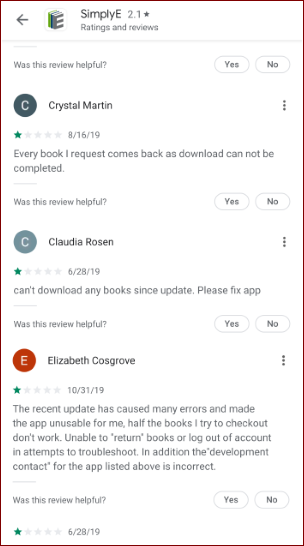 SimplyE 2.1★
Ratings and reviews
Was this review helpful? Yes No
C Crystal Martin
8/16/19
Every book I request comes back as download can not be
completed.
Was this review helpful? Yes No
C Claudia Rosen
6/28/19
can't download any books since update. Please fix app
Was this review helpful? Yes No
E Elizabeth Cosgrove
10/31/19
The recent update has caused many errors and made
the app unusable for me, half the books I try to checkout
don't work. Unable to "return" books or log out of account
in attempts to troubleshoot. In addition the"development
contact" for the app listed above is incorrect.
Was this review helpful? Yes No
6/28/19